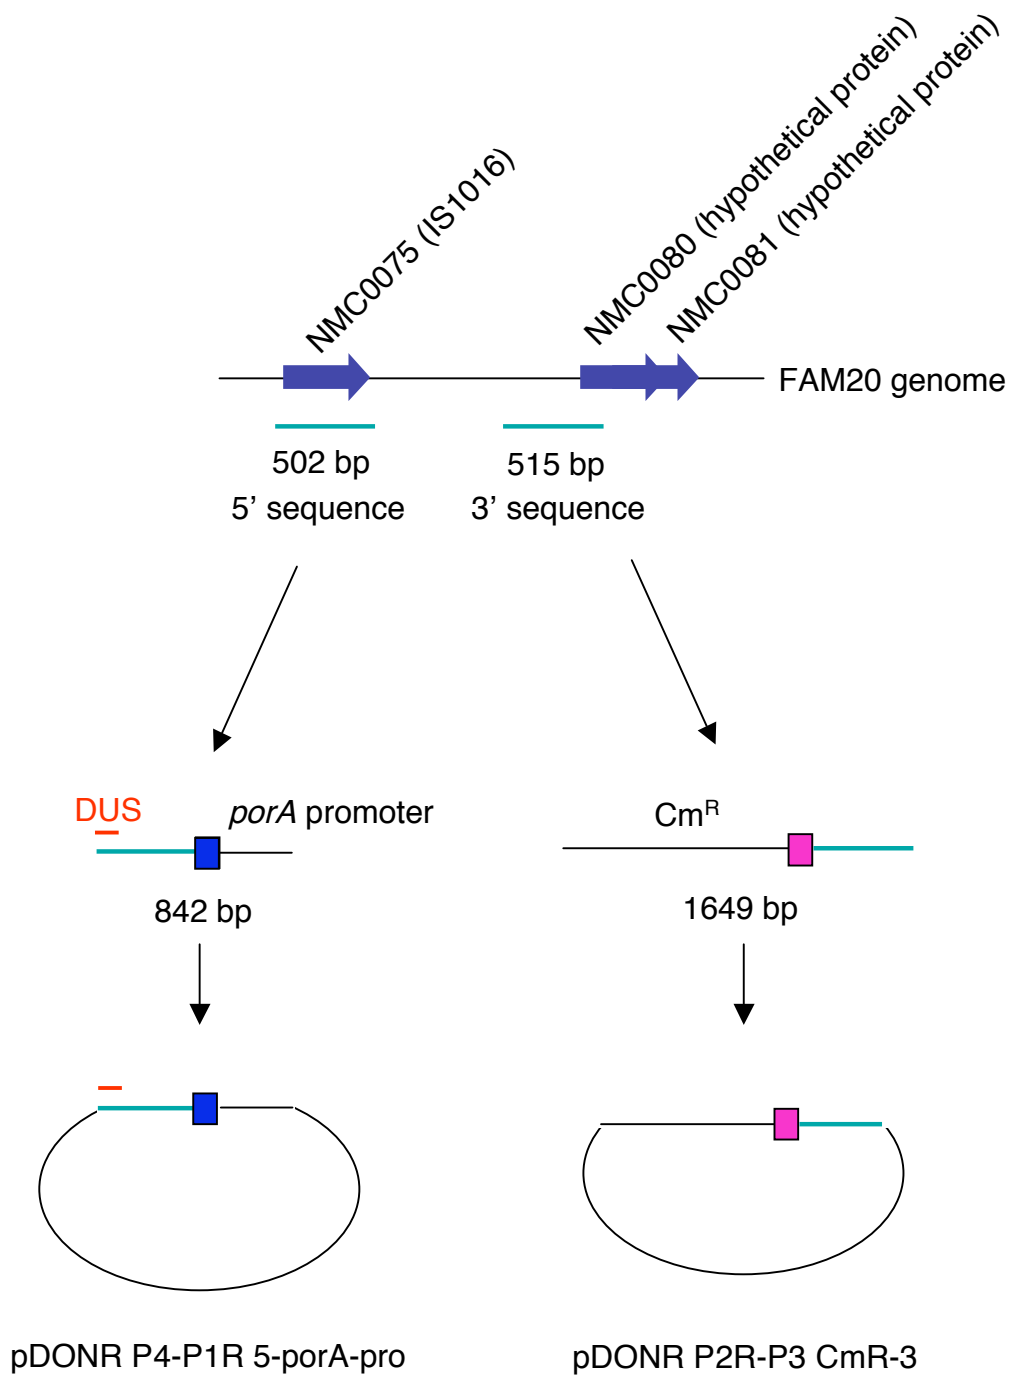 NMC0075 (IS1016)
NMC0080 (hypothetical protein)
NMC0081 (hypothetical protein)
FAM20 genome
502 bp
5’ sequence
515 bp
3’ sequence
DUS
porA promoter
842 bp
CmR
1649 bp
pDONR P4-P1R 5-porA-pro
pDONR P2R-P3 CmR-3